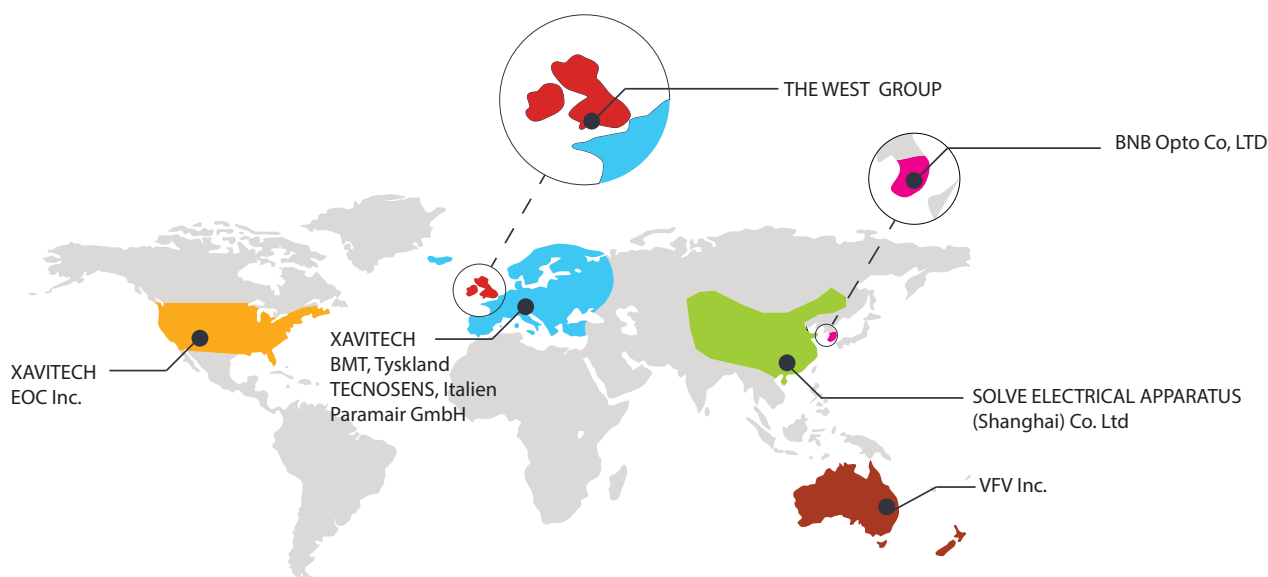 THE WEST GROUP
BNB Opto Co, LTD
XAVITECH
EOC Inc.
XAVITECH
BMT, Tyskland
TECNOSENS, Italien
Paramair GmbH
SOLVE ELECTRICAL APPARATUS
(Shanghai) Co. Ltd
VFV Inc.